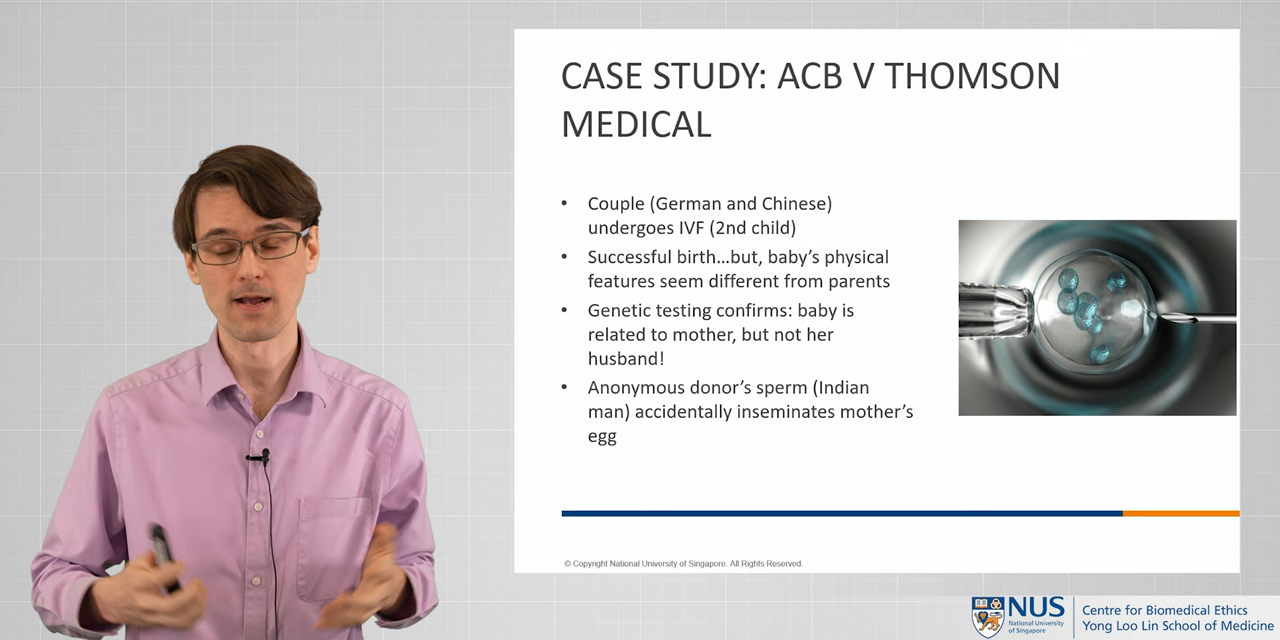 CASE STUDY: ACB V THOMSON
MEDICAL
• Couple (German and Chinese)
undergoes IVF (2nd child)
• Successful birth…but, baby's physical
features seem different from parents
• Genetic testing confirms: baby is
related to mother, but not her
husband!
• Anonymous donor's sperm (Indian
man) accidentally inseminates mother's
egg
© Copyright National University of Singapore. All Rights Reserved.
NUS
National University
of Singapore
Centre for Biomedical Ethics
Yong Loo Lin School of Medicine